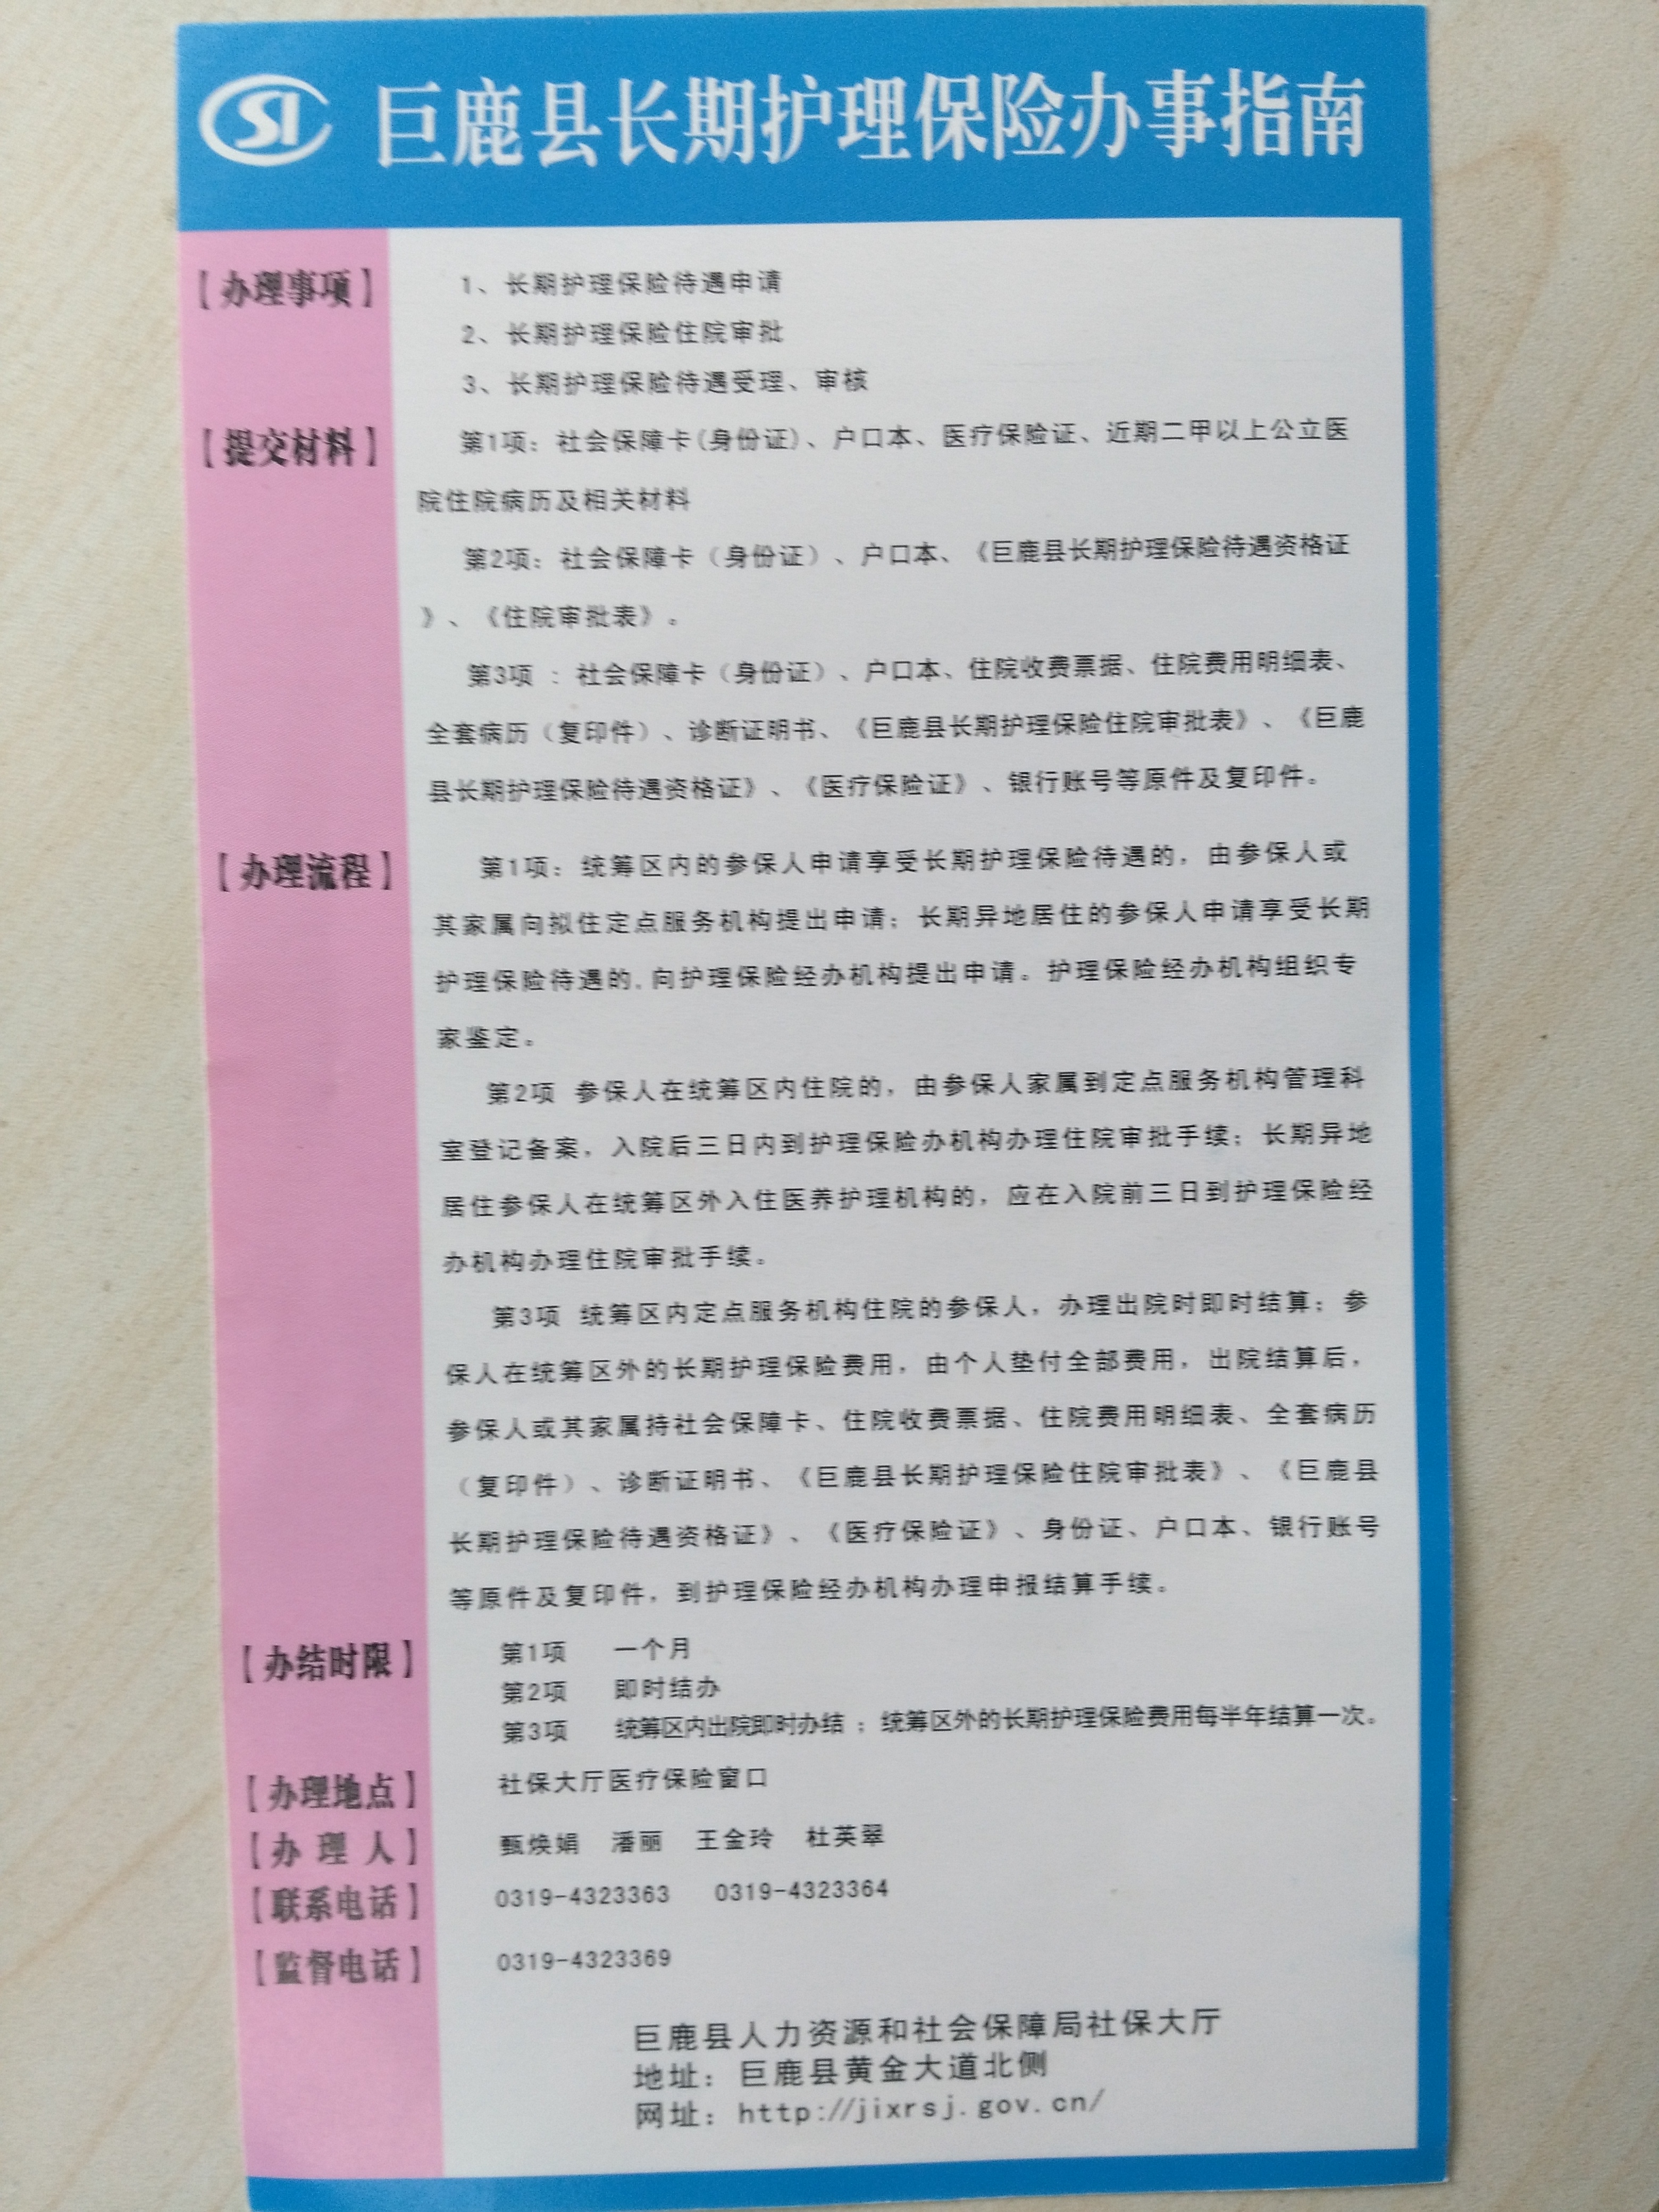 SI 巨鹿县长期护理保险办事指南
【办理事项】 1、长期护理保险待遇申请
2、长期护理保险住院审批
3、长期护理保险待遇受理、审核
【提交材料】 第1项：社会保障卡(身份证)、户口本、医疗保险证、近期二甲以上公立医
院住院病历及相关材料
第2项：社会保障卡（身份证）、户口本、《巨鹿县长期护理保险待遇资格证
》、《住院审批表》。
第3项 ：社会保障卡（身份证）、户口本、住院收费票据、住院费用明细表、
全套病历（复印件）、诊断证明书、《巨鹿县长期护理保险住院审批表》、《巨鹿
县长期护理保险待遇资格证》、《医疗保险证》、银行账号等原件及复印件。
【办理流程】 第1项：统筹区内的参保人申请享受长期护理保险待遇的，由参保人或
其家属向拟住定点服务机构提出申请；长期异地居住的参保人申请享受长期
护理保险待遇的，向护理保险经办机构提出申请。护理保险经办机构组织专
家鉴定。
第2项 参保人在统筹区内住院的，由参保人家属到定点服务机构管理科
室登记备案，入院后三日内到护理保险办机构办理住院审批手续；长期异地
居住参保人在统筹区外入住医养护理机构的，应在入院前三日到护理保险经
办机构办理住院审批手续。
第3项 统筹区内定点服务机构住院的参保人，办理出院时即时结算；参
保人在统筹区外的长期护理保险费用，由个人垫付全部费用，出院结算后，
参保人或其家属持社会保障卡、住院收费票据、住院费用明细表、全套病历
（复印件）、诊断证明书、《巨鹿县长期护理保险住院审批表》、《巨鹿县
长期护理保险待遇资格证》、《医疗保险证》、身份证、户口本、银行账号
等原件及复印件，到护理保险经办机构办理申报结算手续。
【办结时限】 第1项 一个月
第2项 即时结办
第3项 统筹区内出院即时办结 ；统筹区外的长期护理保险费用每半年结算一次。
【办理地点】 社保大厅医疗保险窗口
【办 理 人】 甄焕娟 潘丽 王金玲 杜英翠
【联系电话】 0319-4323363 0319-4323364
【监督电话】 0319-4323369
巨鹿县人力资源和社会保障局社保大厅
地址：巨鹿县黄金大道北侧
网址：http://jixrsj.gov.cn/